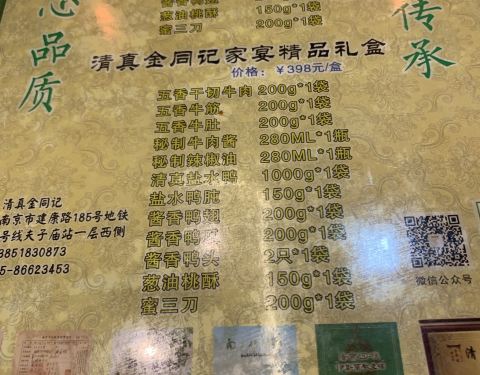 心品质
传承
葱油桃酥 150g*1袋
蜜三刀 200g*1袋
清真金同记家宴精品礼盒
价格：￥398元/盒
五香干切牛肉 200g*1袋
五香牛筋 200g*1袋
五香牛肚 200g*1袋
秘制牛肉酱 280ML*1瓶
秘制辣椒油 280ML*1瓶
清真盐水鸭 1000g*1袋
盐水鸭肫 150g*1袋
酱香鸭翅 200g*1袋
酱香鸭 200g*1袋
酱香鸭头 2只*1袋
葱油桃酥 150g*1袋
蜜三刀 200g*1袋
清真金同记
南京市建康路185号地铁
号线夫子庙站一层西侧
3851830873
5-86623453
微信公众号
清